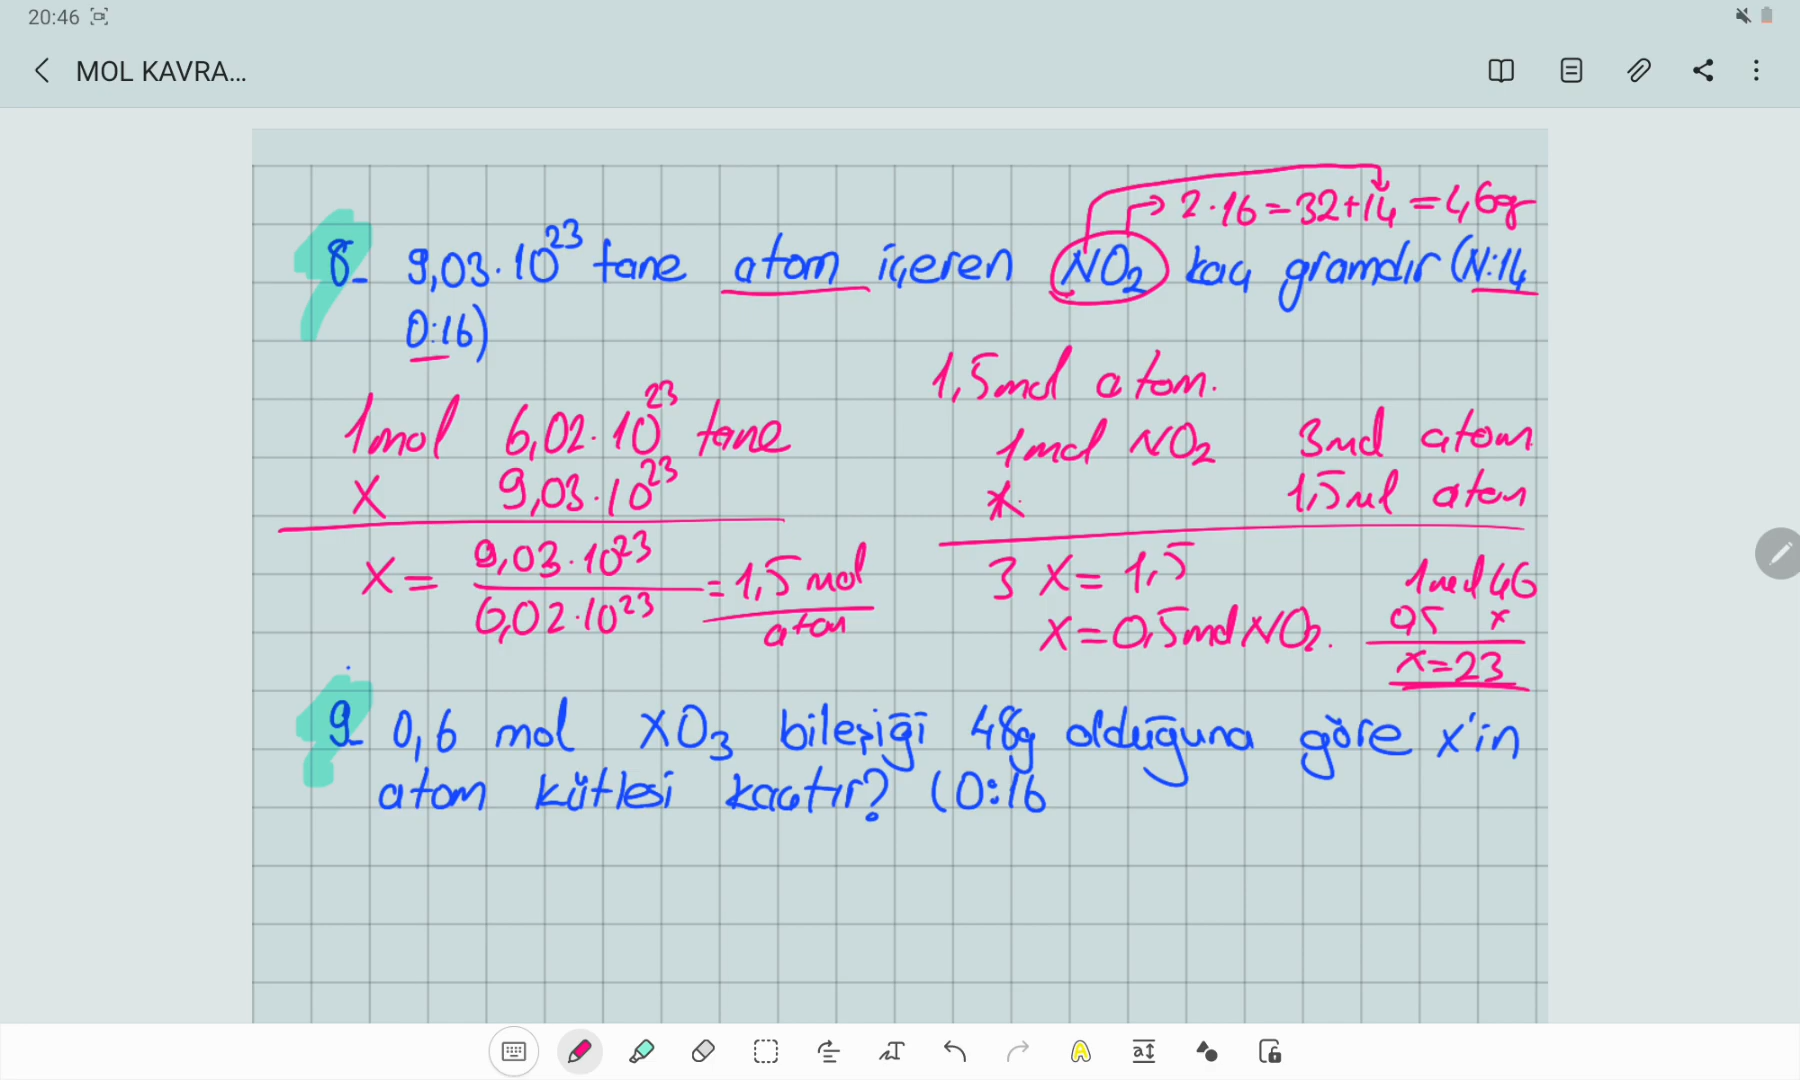 20:46
MOL KAVRA...
2·16=32+14=46gr
8- 9,03·10²³ tane atom içeren NO₂ kaç gramdır (N:14
O:16)
1,5mol atom.
1mol 6,02·10²³ tane
1mol NO₂ 3mol atom
X 9,03·10²³
x. 1,5mol atom
X = 9,03·10²³ / 6,02·10²³ = 1,5 mol atom
3 X = 1,5
1mol 46
X=0,5mol NO₂.
0,5 x
x=23
9- 0,6 mol XO₃ bileşiği 48g olduğuna göre x'in
atom kütlesi kaçtır? (O:16